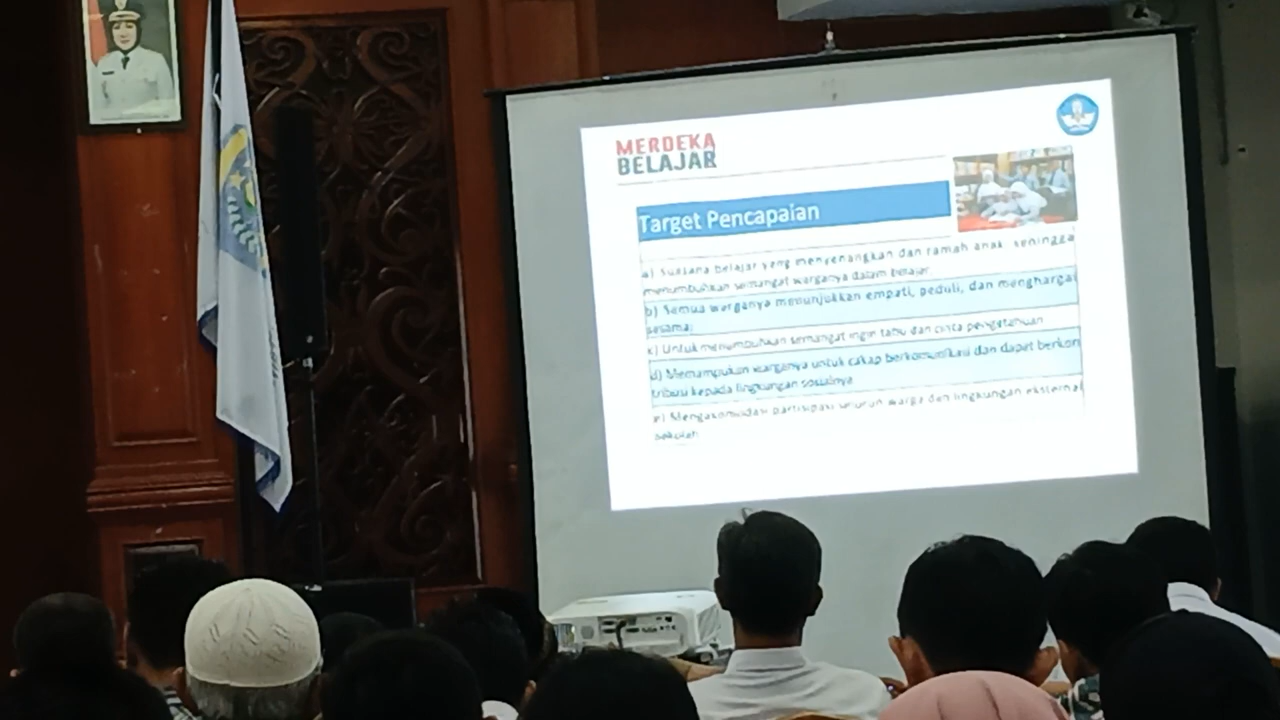 MERDEKA
BELAJAR
Target Pencapaian
a) Suasana belajar yang menyenangkan dan ramah anak sehingga
menumbuhkan semangat warganya dalam belajar
b) Semua warganya menunjukkan empati, peduli, dan menghargai
sesama;
c) Untuk menumbuhkan semangat ingin tahu dan cinta pengetahuan
d) Memampukan warganya untuk cakap berkomunikasi dan dapat berkon
tribusi kepada lingkungan sosialnya
e) Mengakomodasi partisipasi seluruh warga dan lingkungan eksternal
sekolah